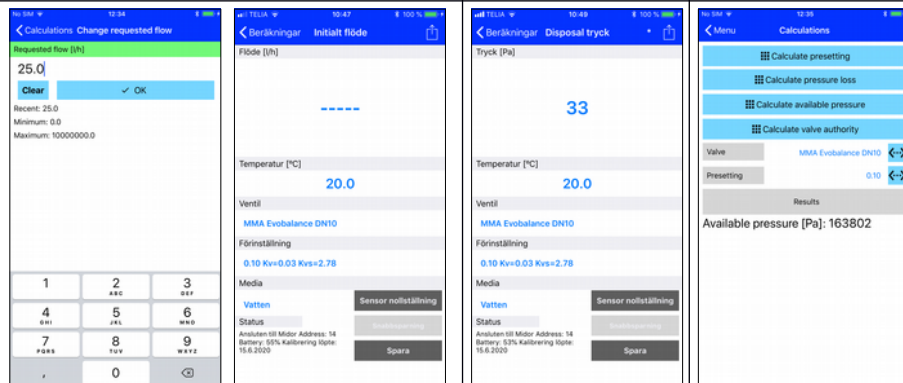 No SIM 12:34
Calculations Change requested flow
Requested flow [l/h]
25.0
Clear ✓ OK
Recent: 25.0
Minimum: 0.0
Maximum: 10000000.0
1 2 ABC 3 DEF
4 GHI 5 JKL 6 MNO
7 PQRS 8 TUV 9 WXYZ
, 0
TELIA 10:47 100 %
Beräkningar Initialt flöde
Flöde [l/h]
-----
Temperatur [°C]
20.0
Ventil
MMA Evobalance DN10
Förinställning
0.10 Kv=0.03 Kvs=2.78
Media
Vatten
Sensor nollställning
Status
Ansluten till Midor Address: 14
Battery: 55% Kalibrering löpte:
15.6.2020
Spara
TELIA 10:49 100 %
Beräkningar Disposal tryck *
Tryck [Pa]
33
Temperatur [°C]
20.0
Ventil
MMA Evobalance DN10
Förinställning
0.10 Kv=0.03 Kvs=2.78
Media
Vatten
Sensor nollställning
Status
Ansluten till Midor Address: 14
Battery: 53% Kalibrering löpte:
15.6.2020
Spara
No SIM 12:35
Menu Calculations
Calculate presetting
Calculate pressure loss
Calculate available pressure
Calculate valve authority
Valve MMA Evobalance DN10
Presetting 0.10
Results
Available pressure [Pa]: 163802